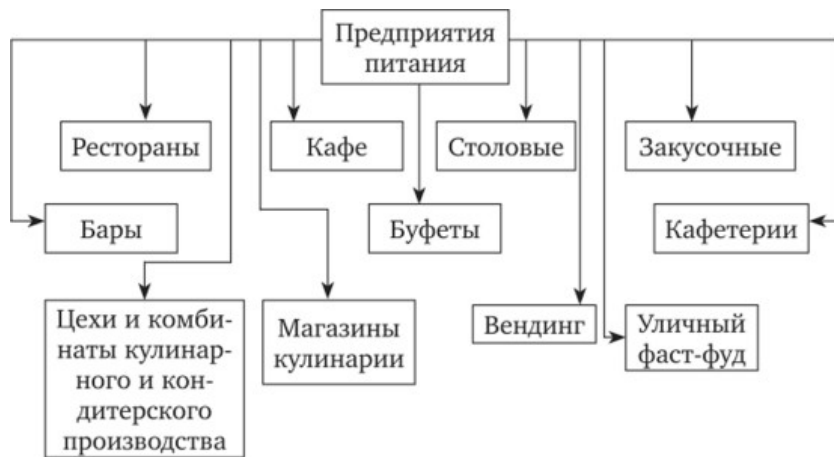 Предприятия
питания
Рестораны
Кафе
Столовые
Закусочные
Бары
Буфеты
Кафетерии
Цехи и комби-
наты кулинар-
ного и кон-
дитерского
производства
Магазины
кулинарии
Вендинг
Уличный
фаст-фуд